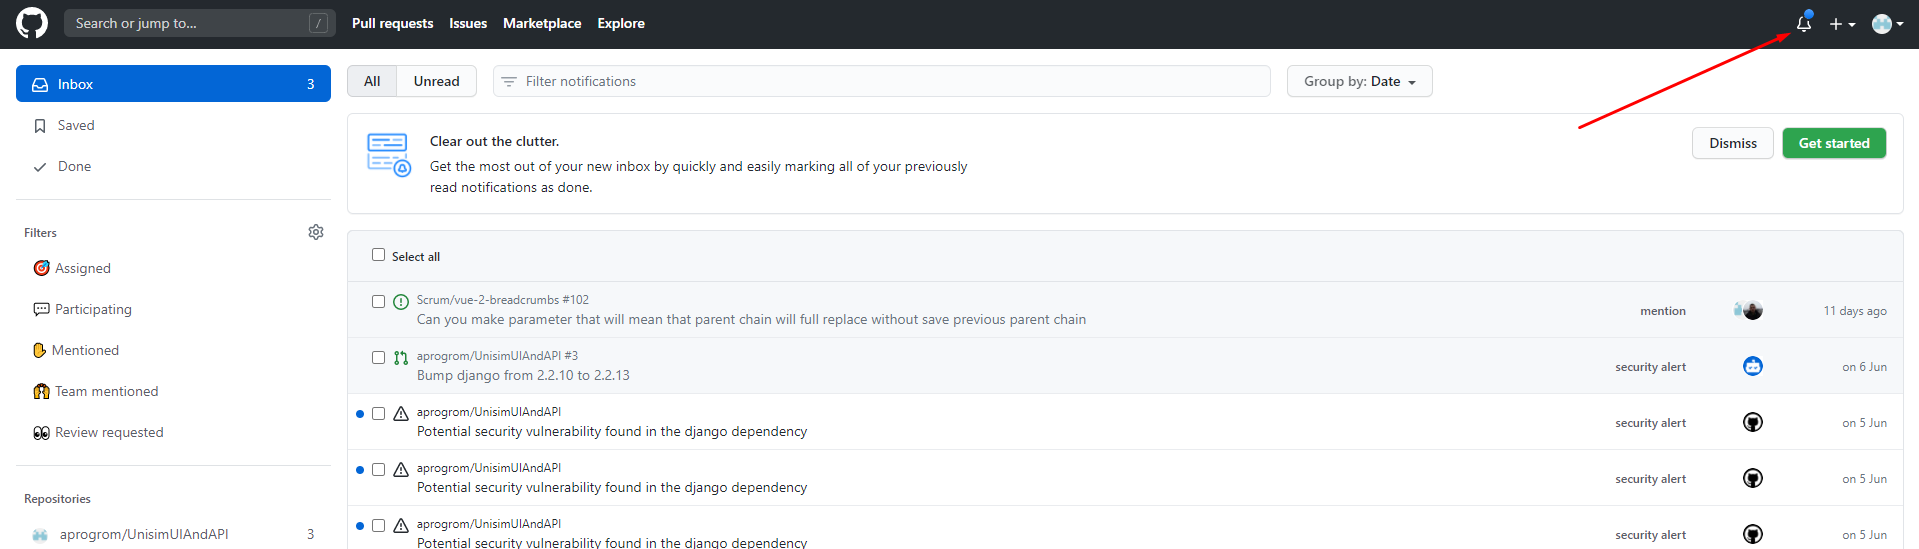 Search or jump to... /
Pull requests Issues Marketplace Explore
Inbox 3
Saved
Done
Filters
Assigned
Participating
Mentioned
Team mentioned
Review requested
Repositories
aprogrom/UnisimUIAndAPI 3
All Unread Filter notifications Group by: Date
Clear out the clutter.
Get the most out of your new inbox by quickly and easily marking all of your previously
read notifications as done.
Dismiss Get started
Select all
Scrum/vue-2-breadcrumbs #102
Can you make parameter that will mean that parent chain will full replace without save previous parent chain
mention 11 days ago
aprogrom/UnisimUIAndAPI #3
Bump django from 2.2.10 to 2.2.13
security alert on 6 Jun
aprogrom/UnisimUIAndAPI
Potential security vulnerability found in the django dependency
security alert on 5 Jun
aprogrom/UnisimUIAndAPI
Potential security vulnerability found in the django dependency
security alert on 5 Jun
aprogrom/UnisimUIAndAPI
Potential security vulnerability found in the django dependency
security alert on 5 Jun